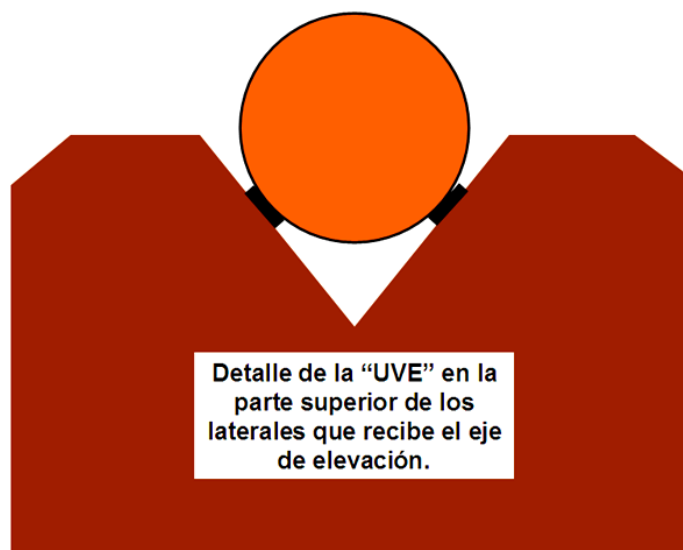 Detalle de la “UVE” en la
parte superior de los
laterales que recibe el eje
de elevación.